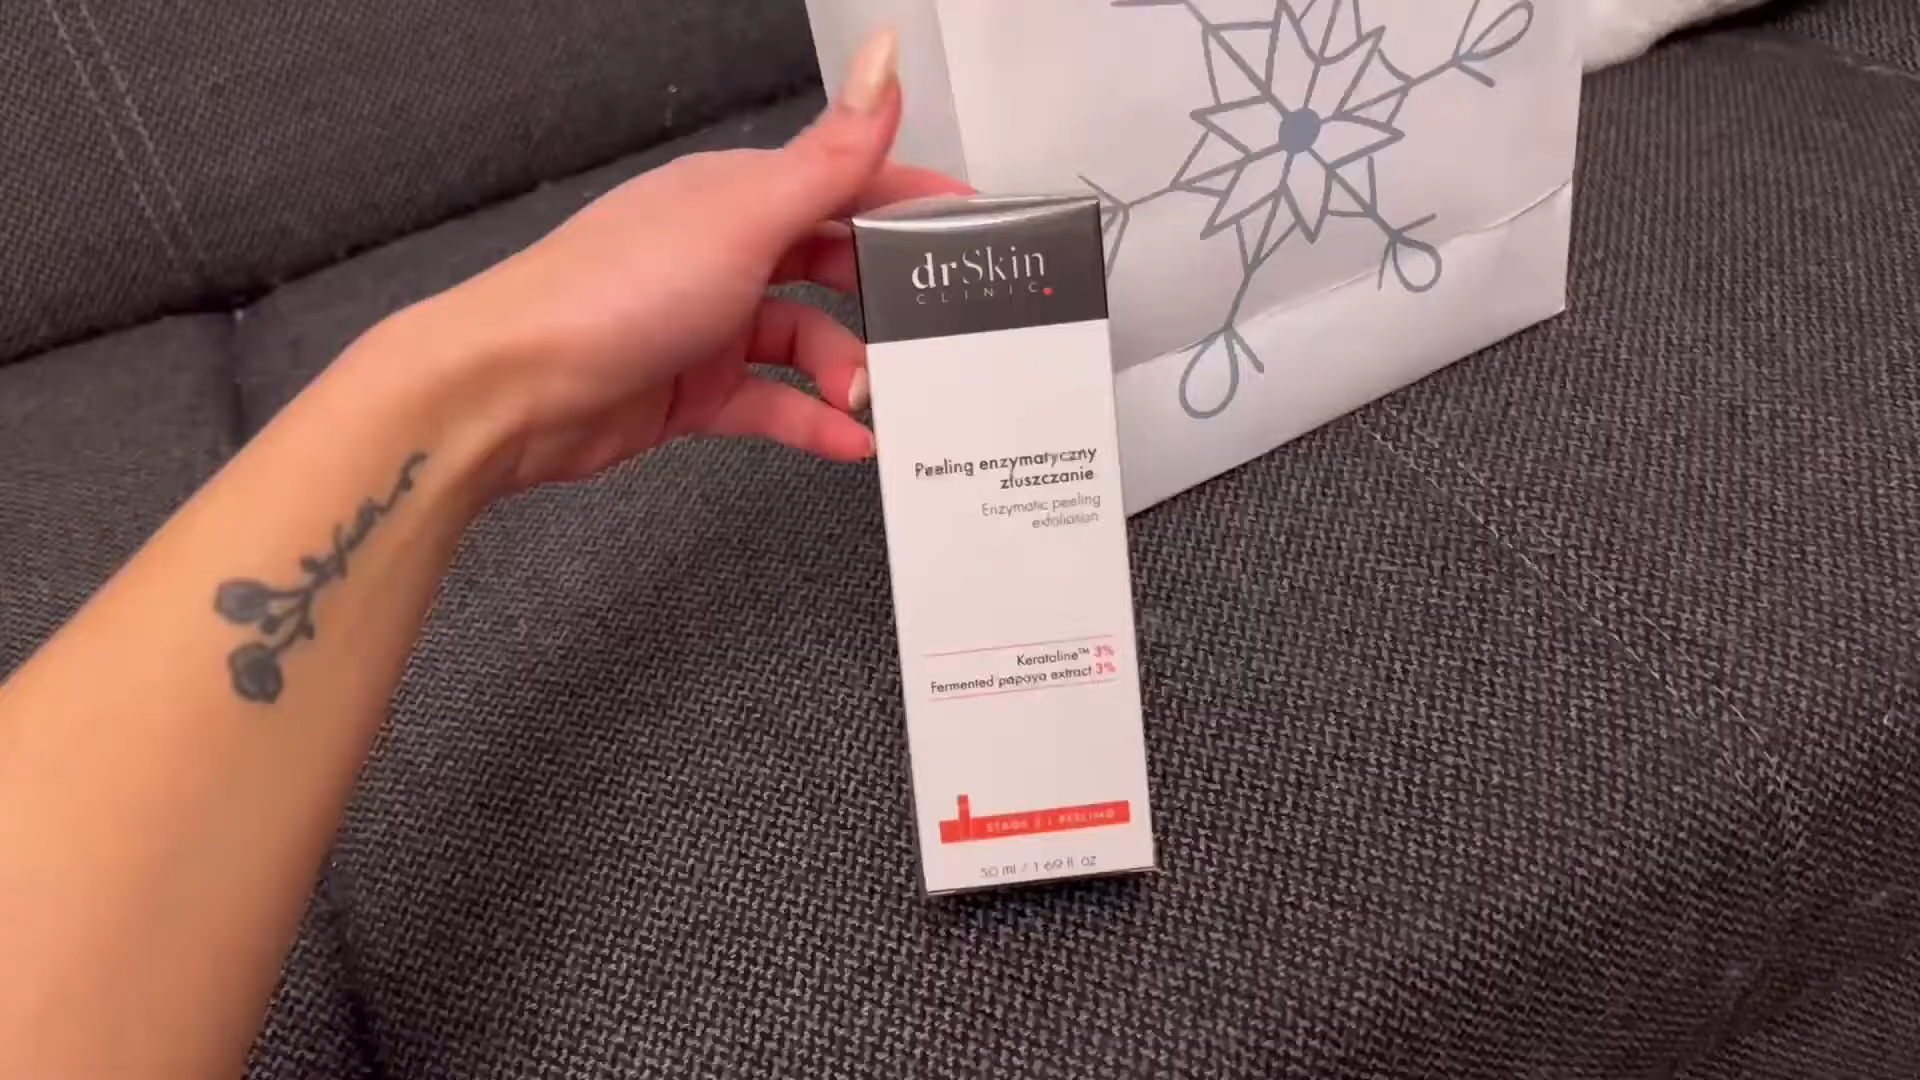 drSkin
CLINIC.
Peeling enzymatyczny
złuszczanie
Enzymatic peeling
exfoliation
Keratoline™ 3%
Fermented papaya extract 3%
50 ml / 1.69 fl. oz